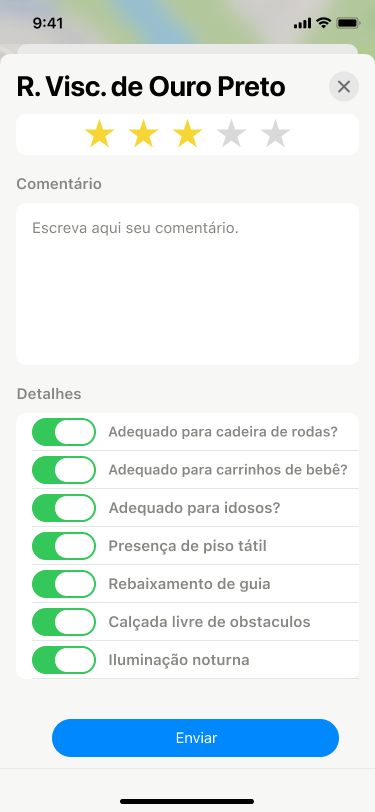 9:41
R. Visc. de Ouro Preto
Comentário
Escreva aqui seu comentário.
Detalhes
Adequado para cadeira de rodas?
Adequado para carrinhos de bebê?
Adequado para idosos?
Presença de piso tátil
Rebaixamento de guia
Calçada livre de obstaculos
Iluminação noturna
Enviar